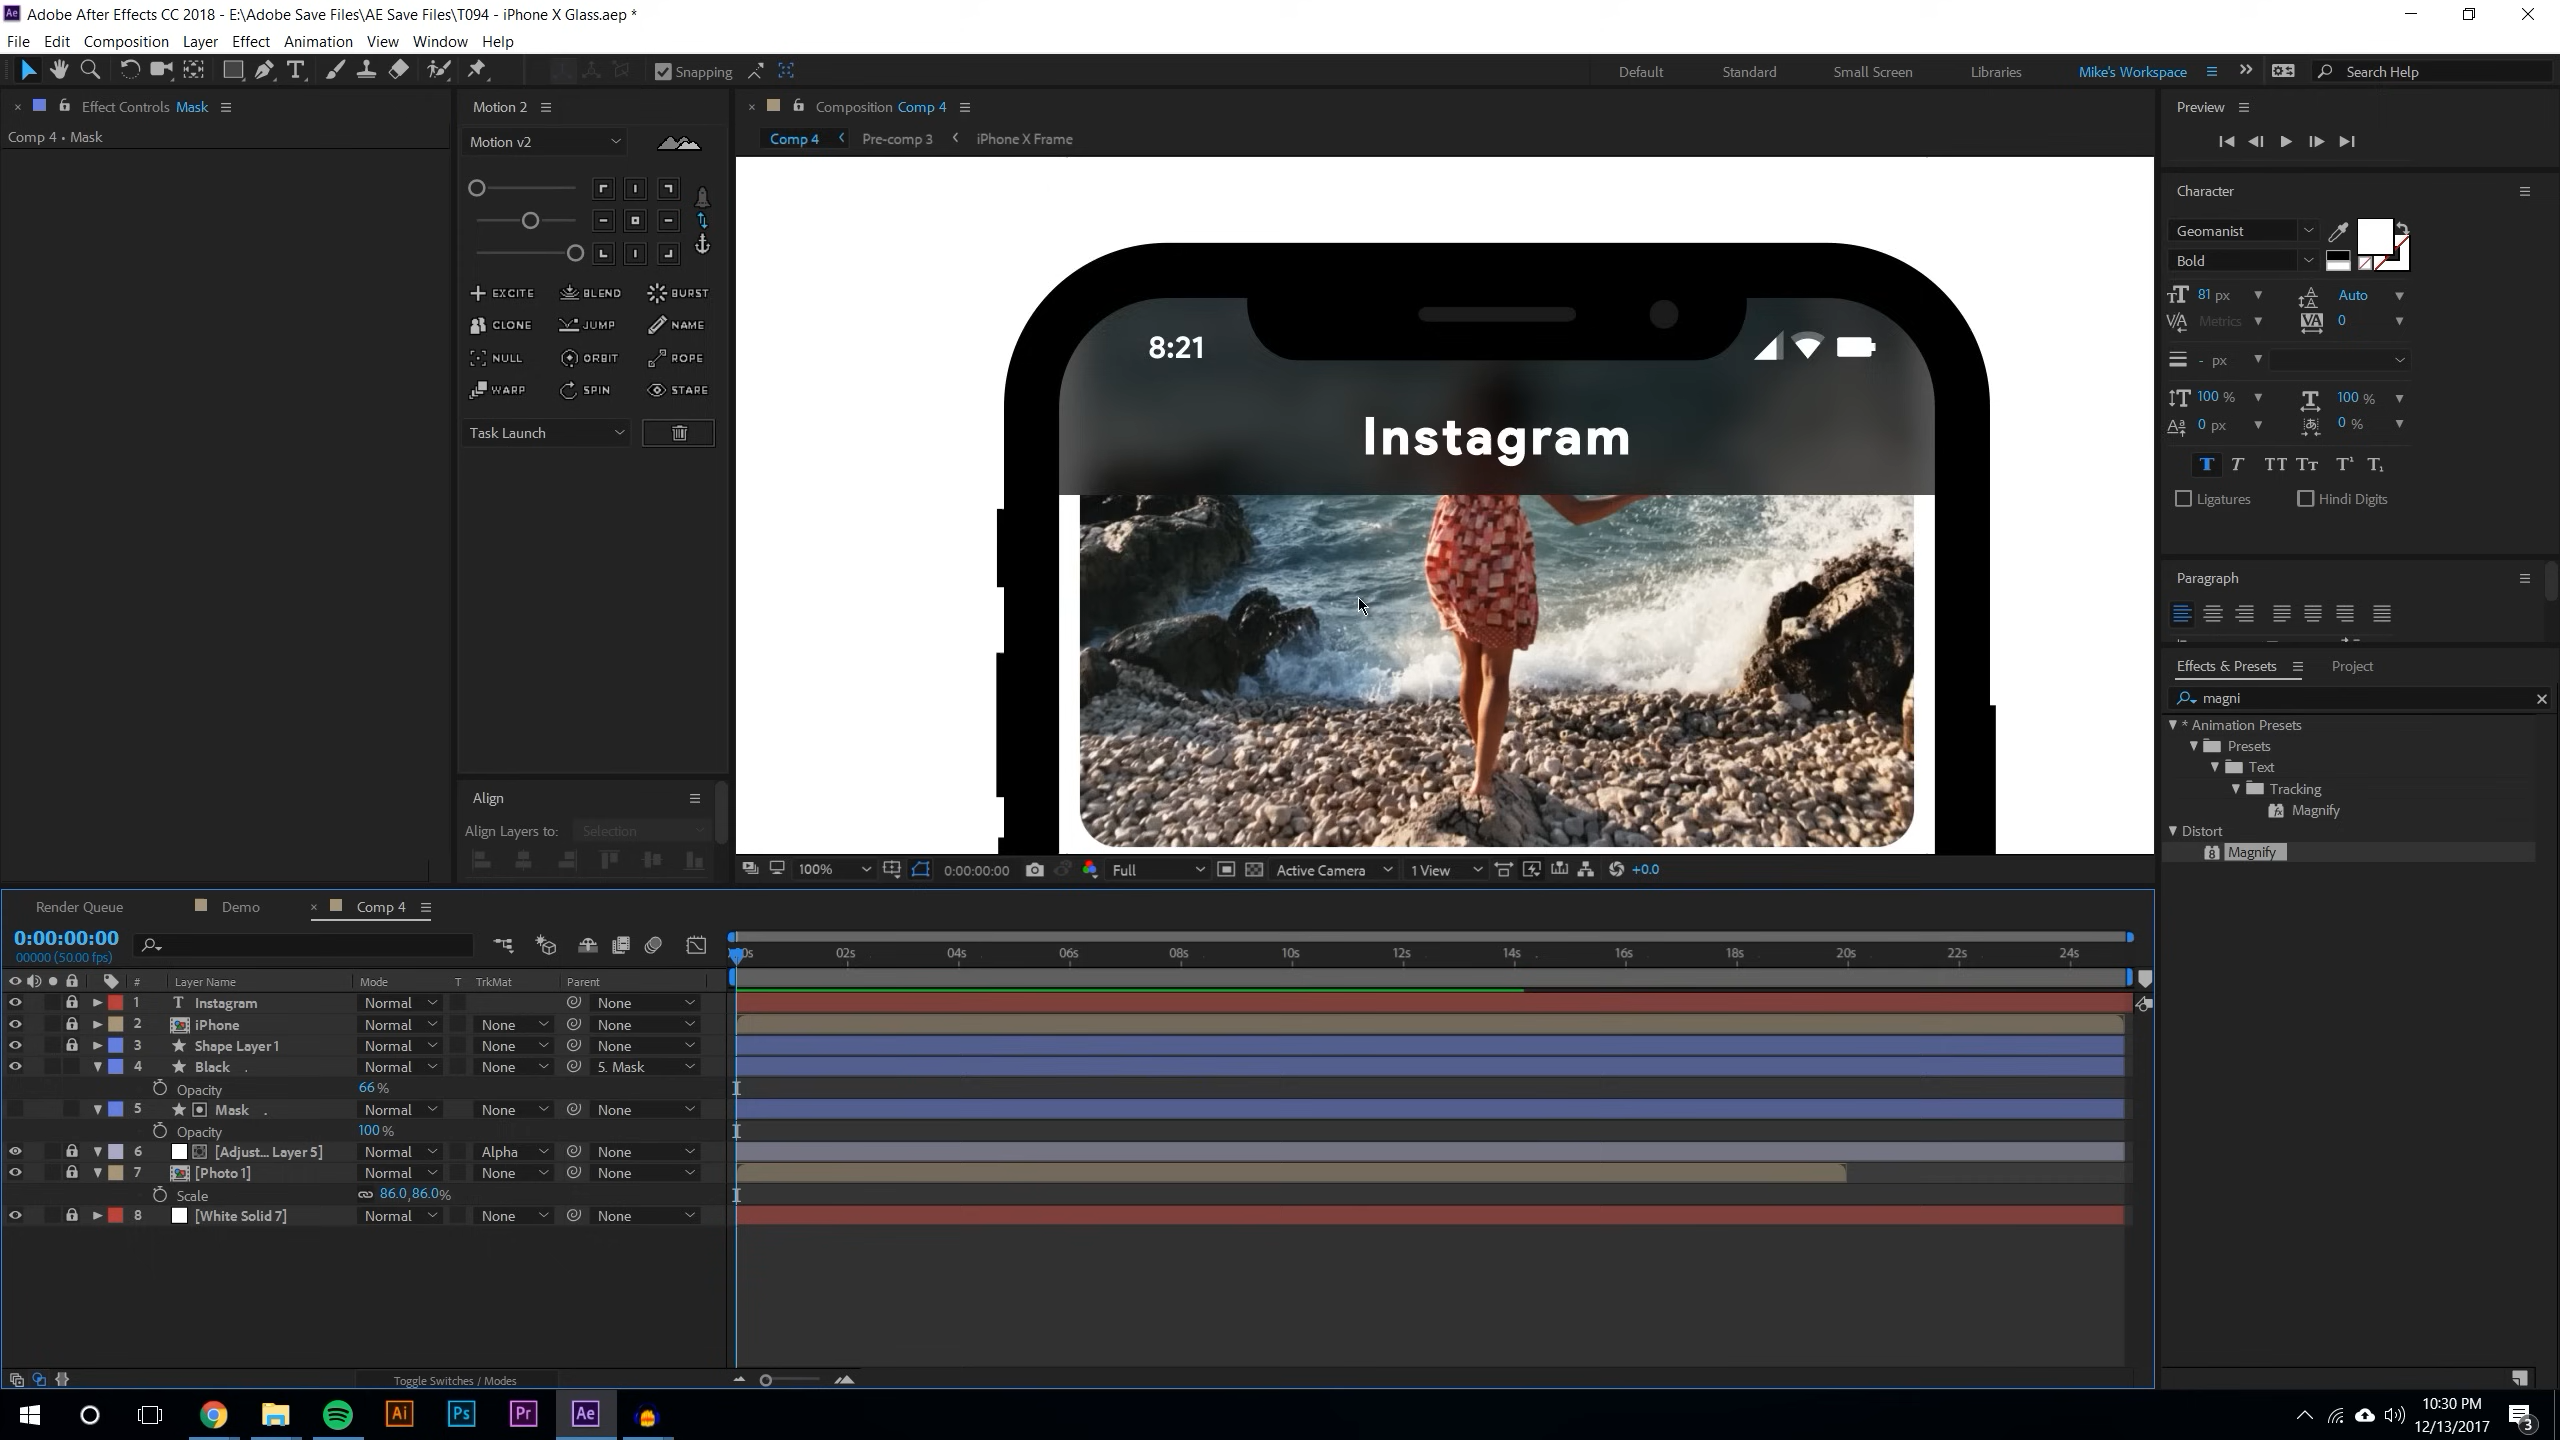 Adobe After Effects CC 2018 - E:\Adobe Save Files\AE Save Files\T094 - iPhone X Glass.aep *
File Edit Composition Layer Effect Animation View Window Help
Snapping Default Standard Small Screen Libraries Mike's Workspace Search Help
Effect Controls Mask
Comp 4 • Mask
Motion 2
Motion v2
EXCITE BLEND BURST
CLONE JUMP NAME
NULL ORBIT ROPE
WARP SPIN STARE
Task Launch
Align
Align Layers to: Selection
Composition Comp 4
Comp 4 Pre-comp 3 iPhone X Frame
8:21
Instagram
100% 0:00:00:00 Full Active Camera 1 View +0.0
Preview
Character
Geomanist
Bold
81 px Auto
Metrics 0
- px
100 % 100 %
0 px 0 %
Ligatures Hindi Digits
Paragraph
Effects & Presets Project
magni
* Animation Presets
Presets
Text
Tracking
Magnify
Distort
Magnify
Render Queue Demo Comp 4
0:00:00:00
00000 (50.00 fps)
02s 04s 06s 08s 10s 12s 14s 16s 18s 20s 22s 24s
# Layer Name Mode T TrkMat Parent
1 T Instagram Normal None
2 iPhone Normal None None
3 Shape Layer 1 Normal None None
4 Black . Normal None 5. Mask
Opacity 66 %
5 Mask . Normal None None
Opacity 100 %
6 [Adjust... Layer 5] Normal Alpha None
7 [Photo 1] Normal None None
Scale 86.0,86.0%
8 [White Solid 7] Normal None None
Toggle Switches / Modes
Ai Ps Pr Ae
10:30 PM
12/13/2017
3